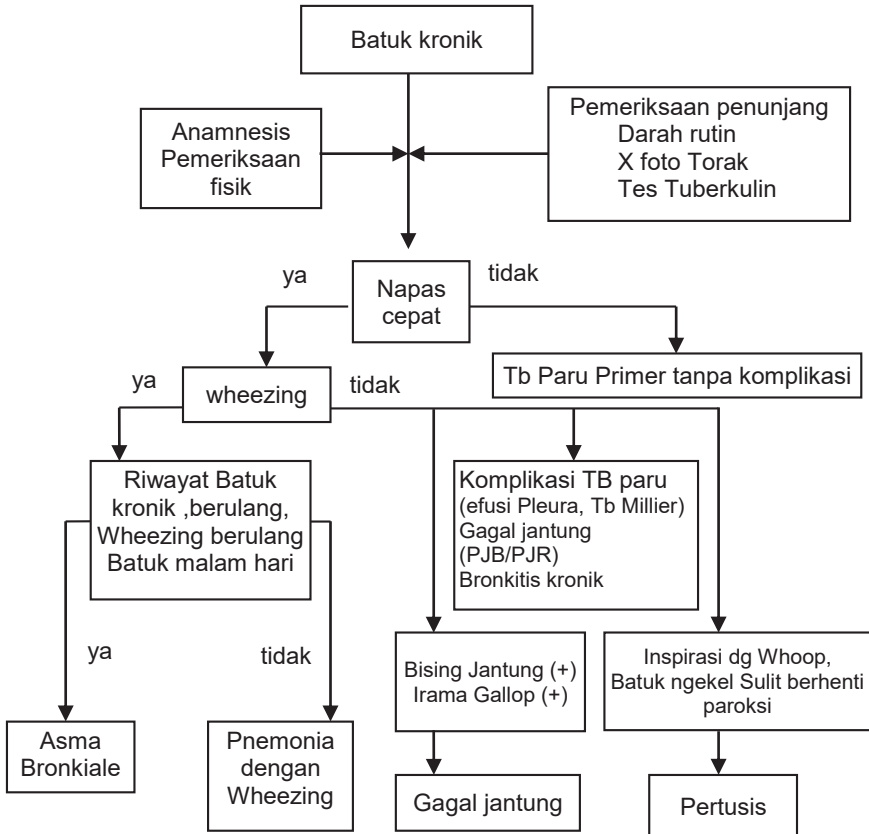 Batuk kronik
Anamnesis
Pemeriksaan
fisik
Pemeriksaan penunjang
Darah rutin
X foto Torak
Tes Tuberkulin
ya
Napas
cepat
tidak
Tb Paru Primer tanpa komplikasi
ya
wheezing
tidak
Riwayat Batuk
kronik ,berulang,
Wheezing berulang
Batuk malam hari
Komplikasi TB paru
(efusi Pleura, Tb Millier)
Gagal jantung
(PJB/PJR)
Bronkitis kronik
ya
tidak
Bising Jantung (+)
Irama Gallop (+)
Inspirasi dg Whoop,
Batuk ngekel Sulit berhenti
paroksi
Asma
Bronkiale
Pnemonia
dengan
Wheezing
Gagal jantung
Pertusis